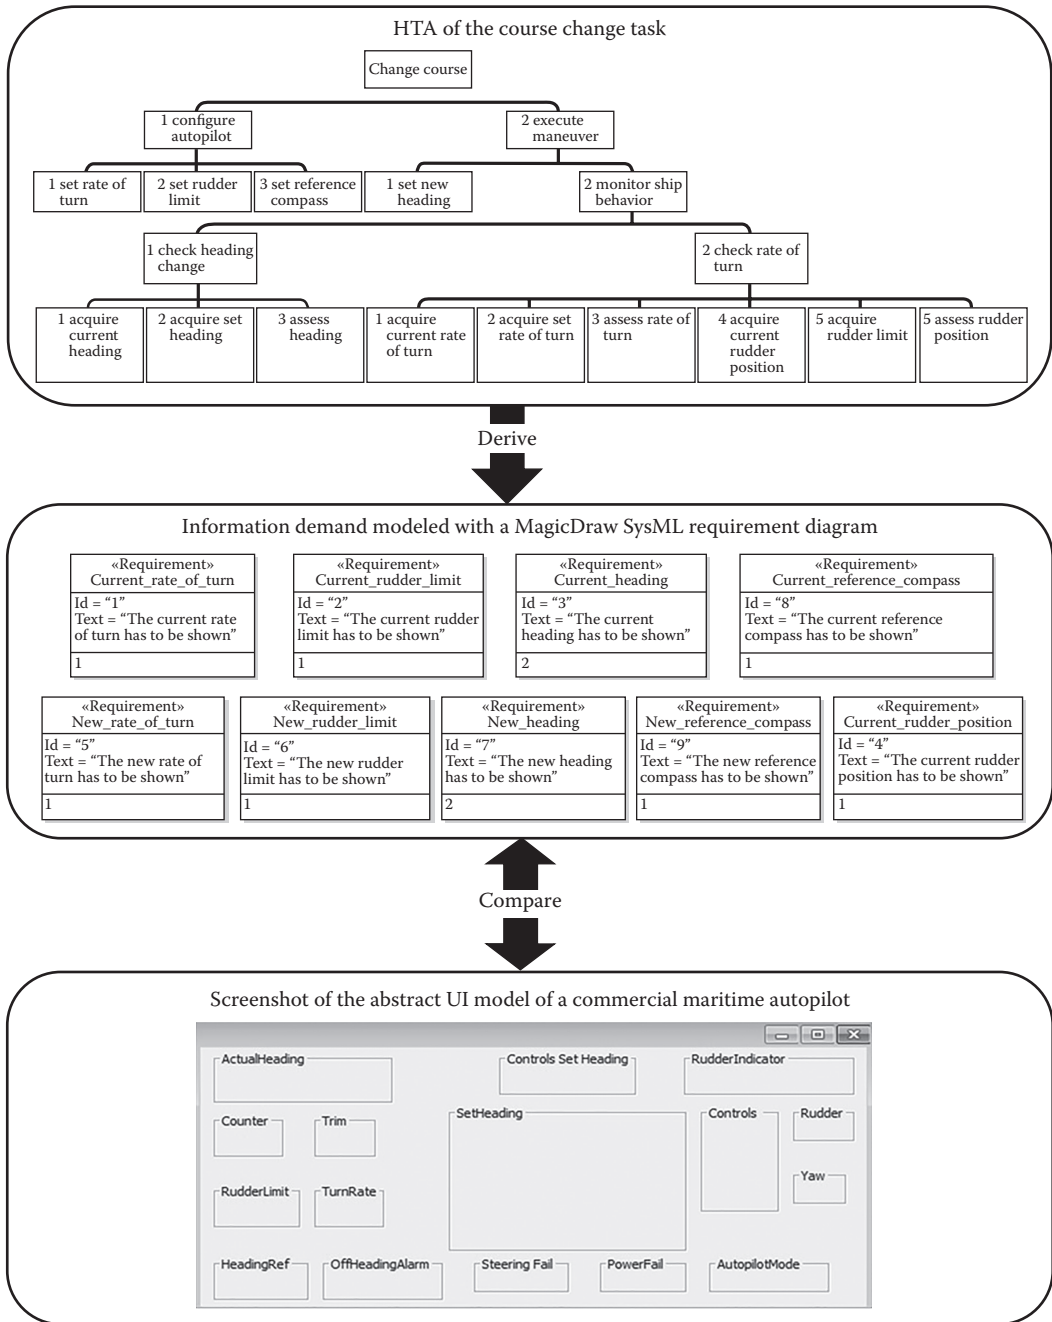 HTA of the course change task
Change course
1 configure
autopilot
2 execute
maneuver
1 set rate of
turn
2 set rudder
limit
3 set reference
compass
1 set new
heading
2 monitor ship
behavior
1 check heading
change
2 check rate of
turn
1 acquire
current
heading
2 acquire set
heading
3 assess
heading
1 acquire
current rate
of turn
2 acquire set
rate of turn
3 assess rate of
turn
4 acquire
current
rudder
position
5 acquire
rudder limit
5 assess rudder
position
Derive
Information demand modeled with a MagicDraw SysML requirement diagram
«Requirement»
Current_rate_of_turn
Id = “1”
Text = “The current rate
of turn has to be shown”
1
«Requirement»
Current_rudder_limit
Id = “2”
Text = “The current rudder
limit has to be shown”
1
«Requirement»
Current_heading
Id = “3”
Text = “The current
heading has to be shown”
2
«Requirement»
Current_reference_compass
Id = “8”
Text = “The current reference
compass has to be shown”
1
«Requirement»
New_rate_of_turn
Id = “5”
Text = “The new rate of
turn has to be shown”
1
«Requirement»
New_rudder_limit
Id = “6”
Text = “The new rudder
limit has to be shown”
1
«Requirement»
New_heading
Id = “7”
Text = “The new heading
has to be shown”
2
«Requirement»
New_reference_compass
Id = “9”
Text = “The new reference
compass has to be shown”
1
«Requirement»
Current_rudder_position
Id = “4”
Text = “The current rudder
position has to be shown”
1
Compare
Screenshot of the abstract UI model of a commercial maritime autopilot
ActualHeading
Controls Set Heading
RudderIndicator
Counter
Trim
SetHeading
Controls
Rudder
Yaw
RudderLimit
TurnRate
HeadingRef
OffHeadingAlarm
Steering Fail
PowerFail
AutopilotMode